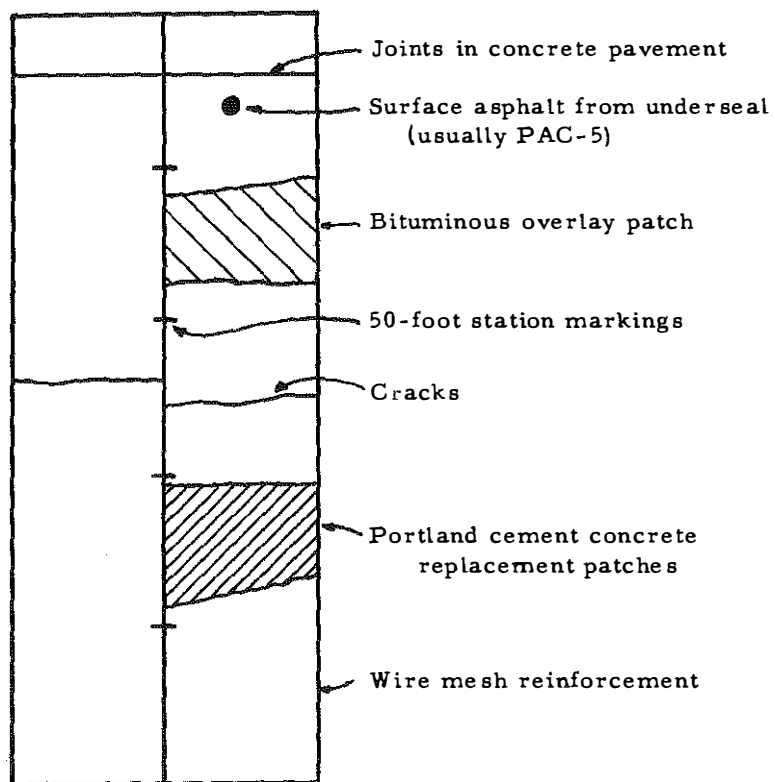 Joints in concrete pavement
Surface asphalt from underseal
(usually PAC-5)
Bituminous overlay patch
50-foot station markings
Cracks
Portland cement concrete
replacement patches
Wire mesh reinforcement